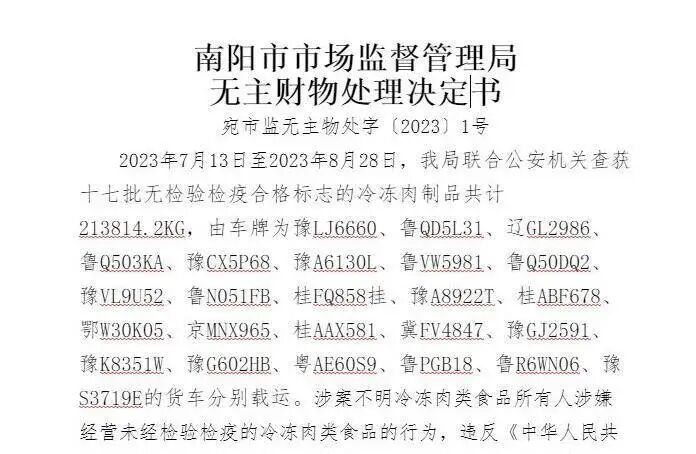 南阳市市场监督管理局
无主财物处理决定书
宛市监无主物处字〔2023〕1号
2023年7月13日至2023年8月28日，我局联合公安机关查获
十七批无检验检疫合格标志的冷冻肉制品共计
213814.2KG，由车牌为豫LJ6660、鲁QD5L31、辽GL2986、
鲁Q503KA、豫CX5P68、豫A6130L、鲁VW5981、鲁Q50DQ2、
豫VL9U52、鲁N051FB、桂FQ858挂、豫A8922T、桂ABF678、
鄂W30K05、京MNX965、桂AAX581、冀FV4847、豫GJ2591、
豫K8351W、豫G602HB、粤AE60S9、鲁PGB18、鲁R6WN06、豫
S3719E的货车分别载运。涉案不明冷冻肉类食品所有人涉嫌
经营未经检验检疫的冷冻肉类食品的行为，违反《中华人民共